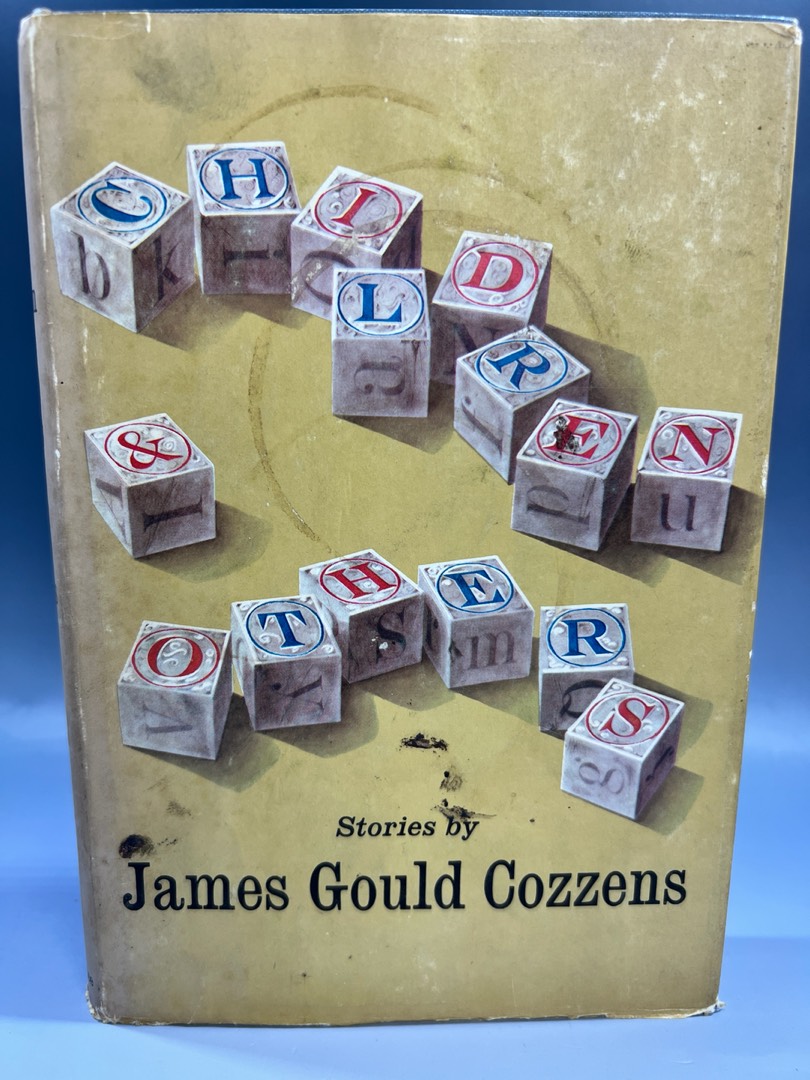 CHILDREN
&
OTHERS
b k I a N f p u
I
A Y S m g
Stories by
James Gould Cozzens